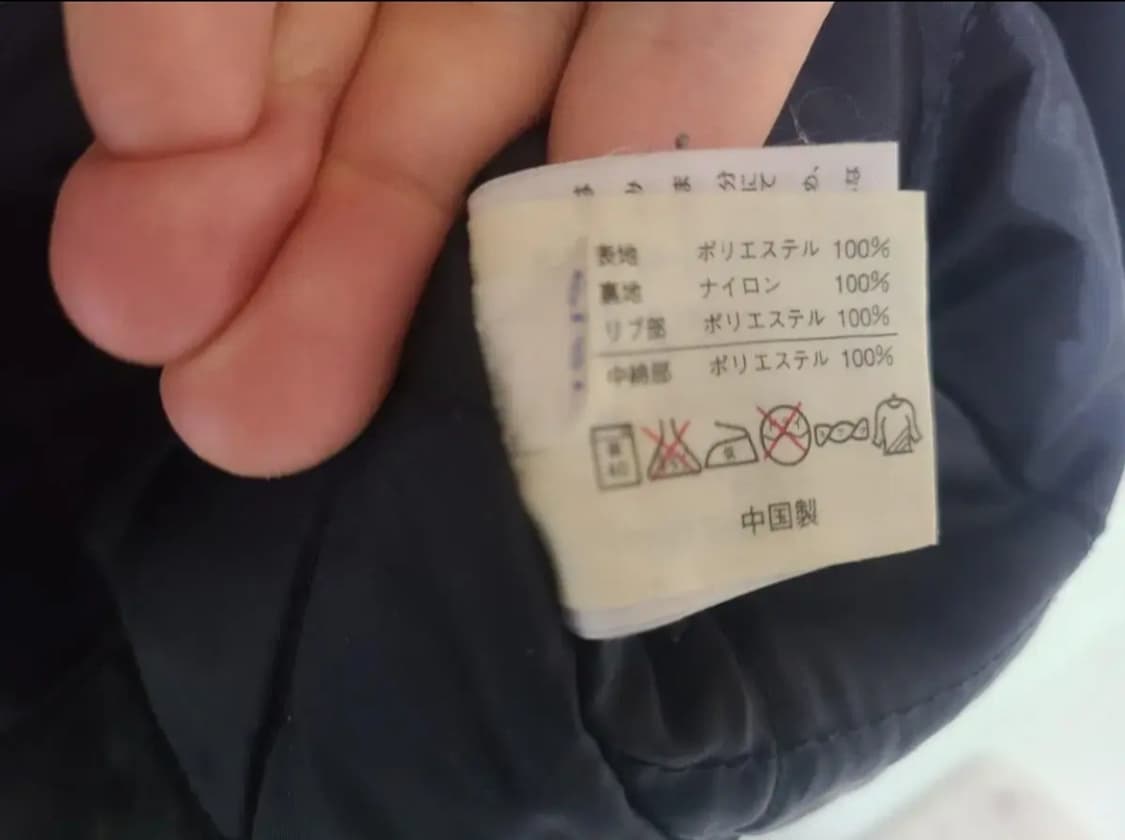 表地 ポリエステル 100%
裏地 ナイロン 100%
リブ部 ポリエステル 100%
中綿部 ポリエステル 100%
中国製